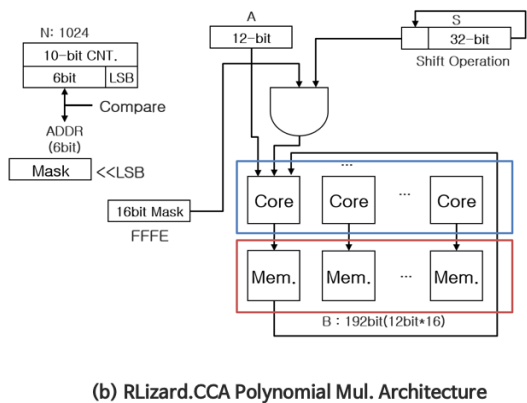 N: 1024
10-bit CNT.
6bit LSB
Compare
ADDR
(6bit)
Mask <<LSB
16bit Mask
FFFE
A
12-bit
S
32-bit
Shift Operation
...
Core Core ... Core
Mem. Mem. ... Mem.
B : 192bit(12bit*16)
(b) RLizard.CCA Polynomial Mul. Architecture